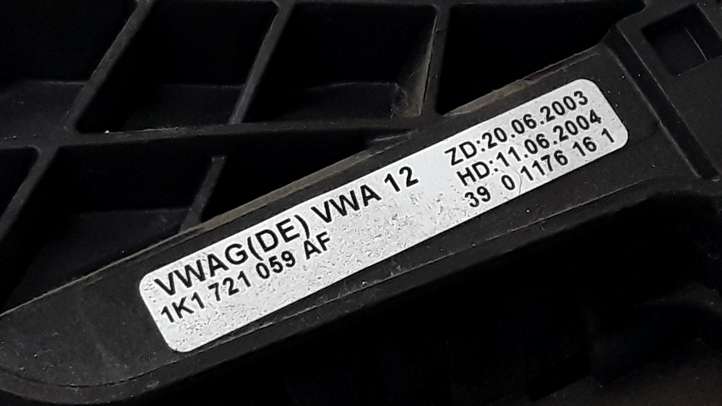 VWAG(DE) VWA 12
1K1 721 059 AF
ZD:20.06.2003
HD:11.06.2004
39 0 1176 16 1